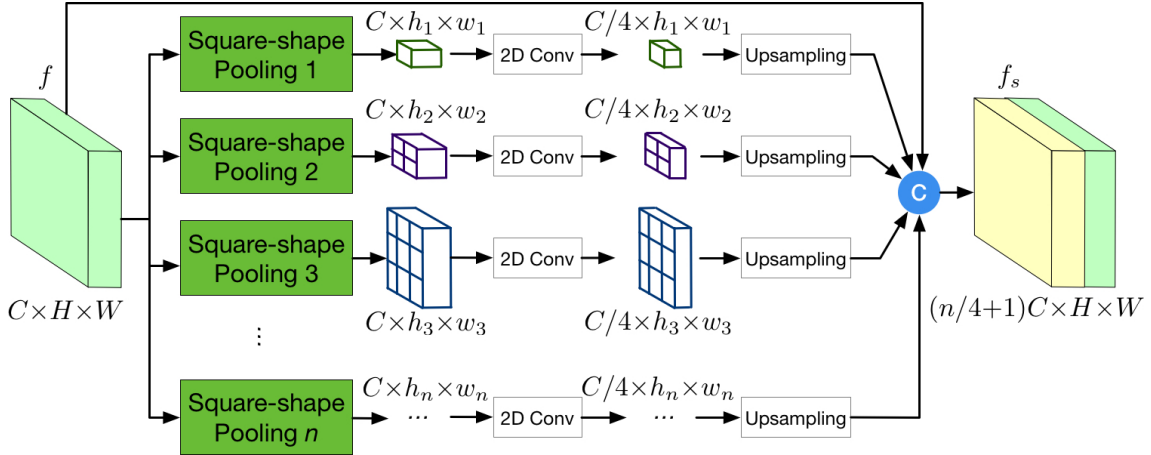 f
C×H×W
Square-shape
Pooling 1
C×h₁×w₁
2D Conv
C/4×h₁×w₁
Upsampling
Square-shape
Pooling 2
C×h₂×w₂
2D Conv
C/4×h₂×w₂
Upsampling
Square-shape
Pooling 3
C×h₃×w₃
2D Conv
C/4×h₃×w₃
Upsampling
⋮
Square-shape
Pooling n
C×hₙ×wₙ
...
2D Conv
C/4×hₙ×wₙ
...
Upsampling
C
fₛ
(n/4+1)C×H×W